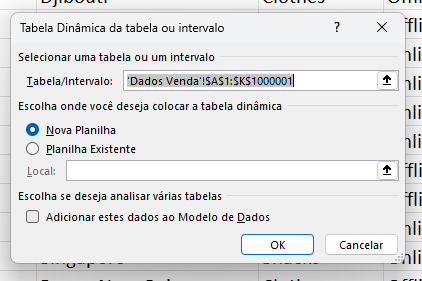 Djibouti Clothes Offli
Tabela Dinâmica da tabela ou intervalo ? ×
Selecionar uma tabela ou um intervalo
Tabela/Intervalo: 'Dados Venda'!$A$1:$K$1000001
Escolha onde você deseja colocar a tabela dinâmica
Nova Planilha
Planilha Existente
Local:
Escolha se deseja analisar várias tabelas
Adicionar estes dados ao Modelo de Dados
OK Cancelar
Singapore Snacks